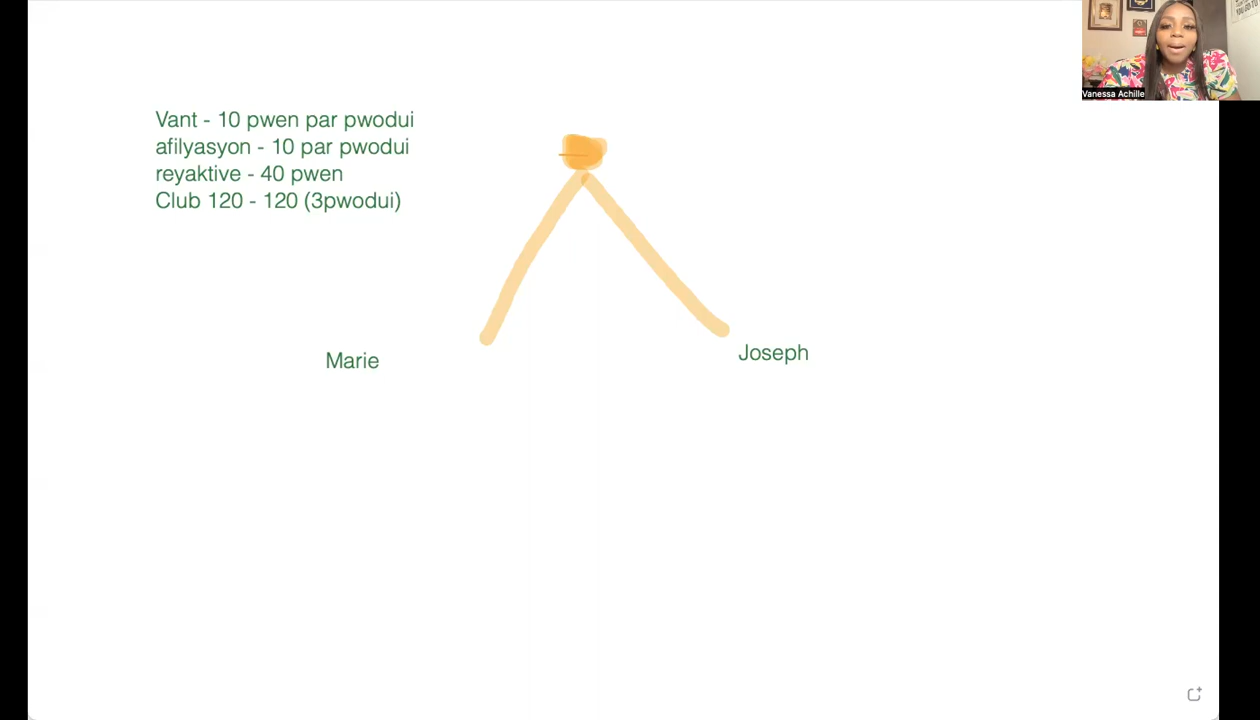 Vant - 10 pwen par pwodui
afilyasyon - 10 par pwodui
reyaktive - 40 pwen
Club 120 - 120 (3pwodui)
Marie
Joseph
Vanessa Achille